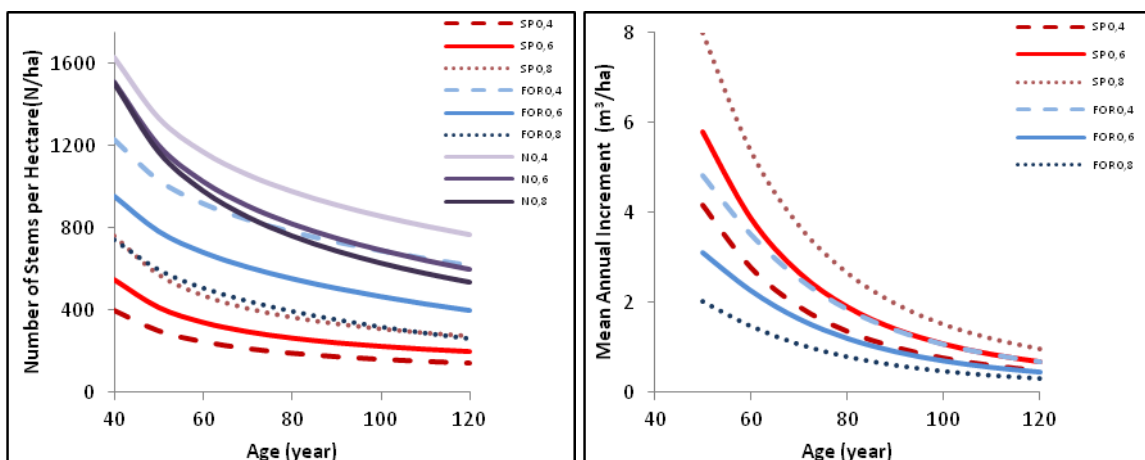 Number of Stems per Hectare(N/ha)
1600
1200
800
400
0
40
60
80
100
120
Age (year)
SP0,4
SP0,6
SP0,8
FOR0,4
FOR0,6
FOR0,8
N0,4
N0,6
N0,8
Mean Annual Increment (m³/ha)
8
6
4
2
0
40
60
80
100
120
Age (year)
SP0,4
SP0,6
SP0,8
FOR0,4
FOR0,6
FOR0,8